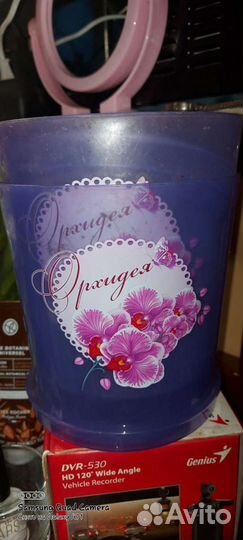 Орхидея
Орхидея
DVR-530
HD 120° Wide Angle
Vehicle Recorder
Genius
Samsung Quad Camera
Avito